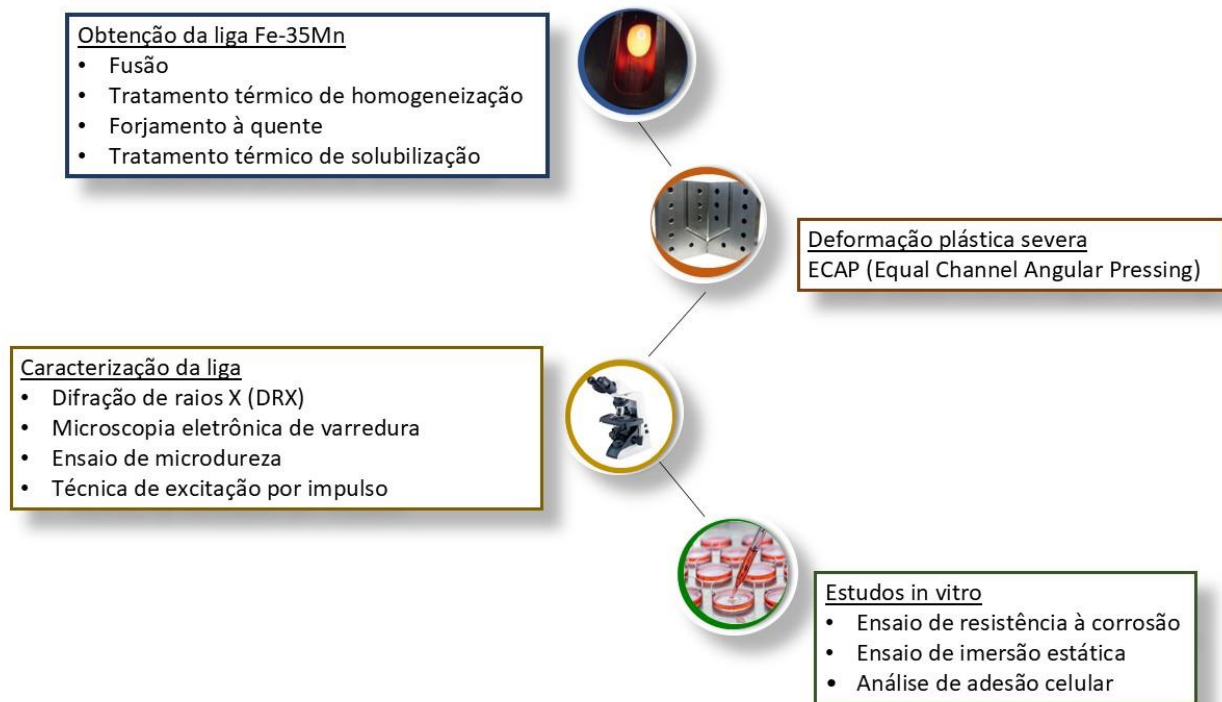 Obtenção da liga Fe-35Mn
• Fusão
• Tratamento térmico de homogeneização
• Forjamento à quente
• Tratamento térmico de solubilização
Deformação plástica severa
ECAP (Equal Channel Angular Pressing)
Caracterização da liga
• Difração de raios X (DRX)
• Microscopia eletrônica de varredura
• Ensaio de microdureza
• Técnica de excitação por impulso
Estudos in vitro
• Ensaio de resistência à corrosão
• Ensaio de imersão estática
• Análise de adesão celular